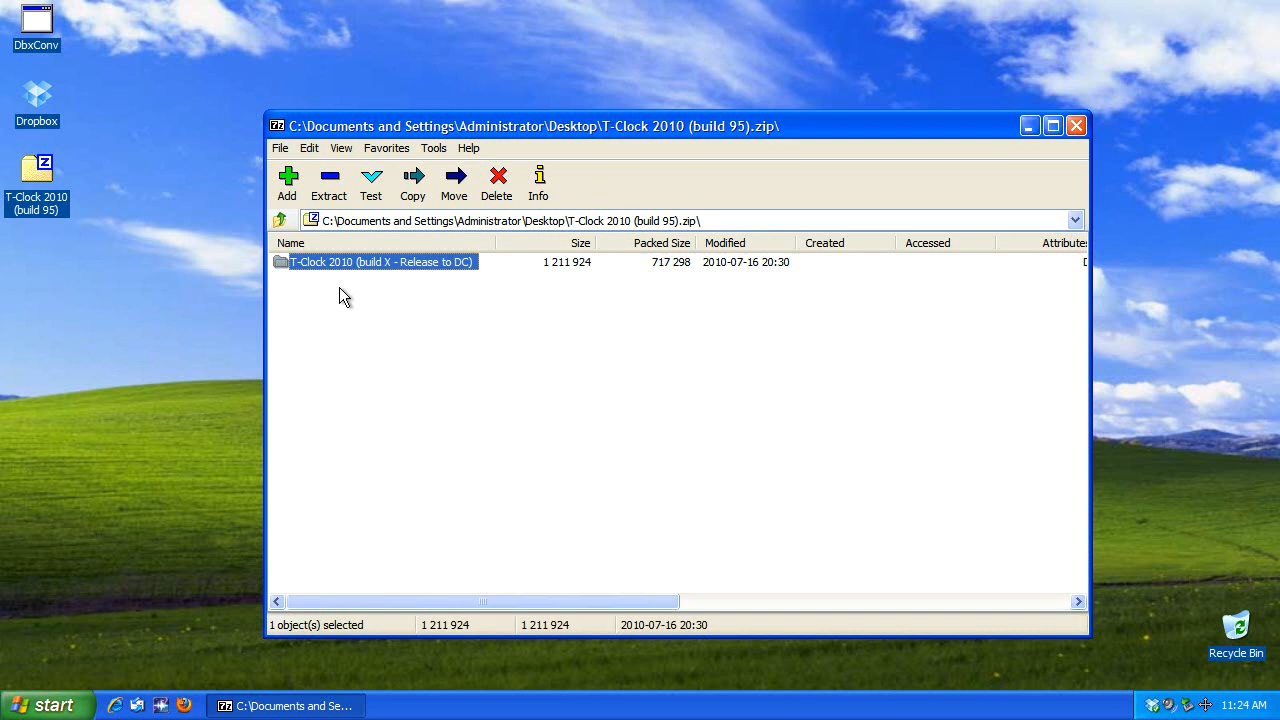 DbxConv
Dropbox
T-Clock 2010
(build 95)
C:\Documents and Settings\Administrator\Desktop\T-Clock 2010 (build 95).zip\
File Edit View Favorites Tools Help
Add Extract Test Copy Move Delete Info
C:\Documents and Settings\Administrator\Desktop\T-Clock 2010 (build 95).zip\
Name Size Packed Size Modified Created Accessed Attributes
T-Clock 2010 (build X - Release to DC) 1 211 924 717 298 2010-07-16 20:30 D
1 object(s) selected 1 211 924 1 211 924 2010-07-16 20:30
Recycle Bin
start C:\Documents and Se... 11:24 AM